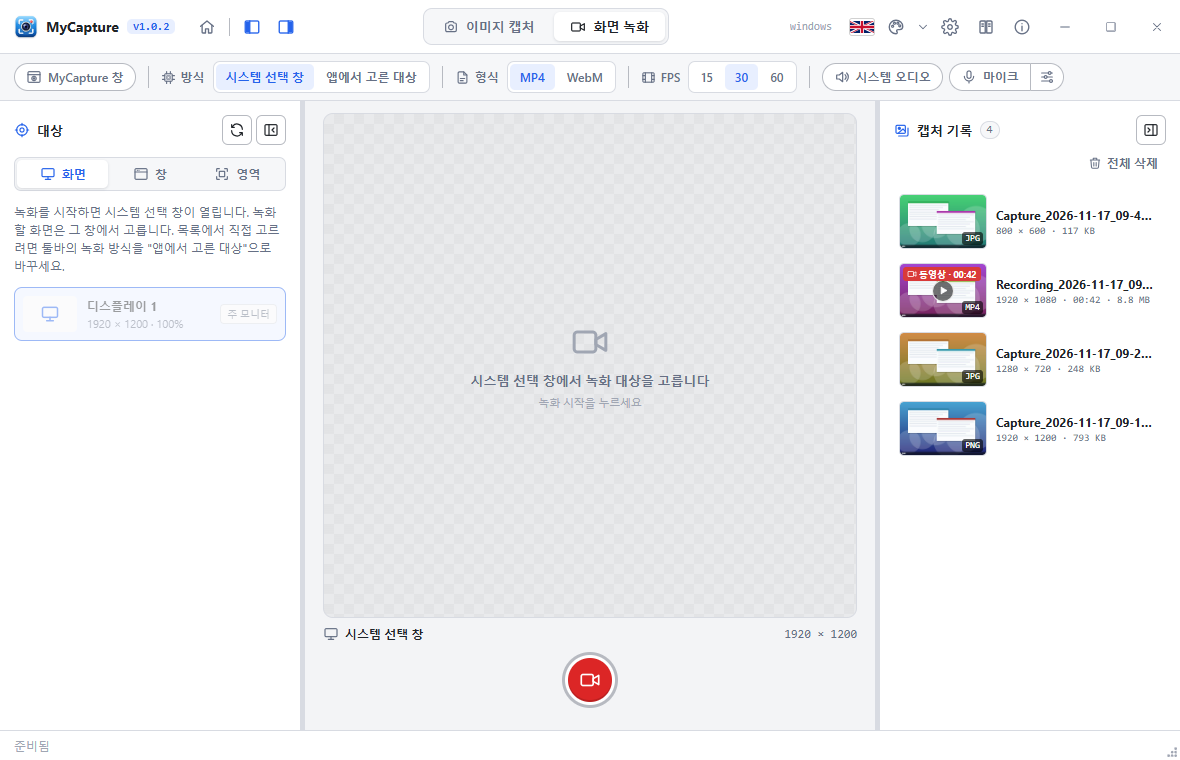 MyCapture v1.0.2
이미지 캡처
화면 녹화
windows
MyCapture 창
방식
시스템 선택 창
앱에서 고른 대상
형식
MP4
WebM
FPS
15
30
60
시스템 오디오
마이크
대상
화면
창
영역
녹화를 시작하면 시스템 선택 창이 열립니다. 녹화
할 화면은 그 창에서 고릅니다. 목록에서 직접 고르
려면 툴바의 녹화 방식을 "앱에서 고른 대상"으로
바꾸세요.
디스플레이 1
1920 × 1200 · 100%
주 모니터
시스템 선택 창에서 녹화 대상을 고릅니다
녹화 시작을 누르세요
시스템 선택 창
1920 × 1200
캡처 기록 4
전체 삭제
JPG
Capture_2026-11-17_09-4...
800 × 600 · 117 KB
동영상 · 00:42
MP4
Recording_2026-11-17_09...
1920 × 1080 · 00:42 · 8.8 MB
JPG
Capture_2026-11-17_09-2...
1280 × 720 · 248 KB
PNG
Capture_2026-11-17_09-1...
1920 × 1200 · 793 KB
준비됨